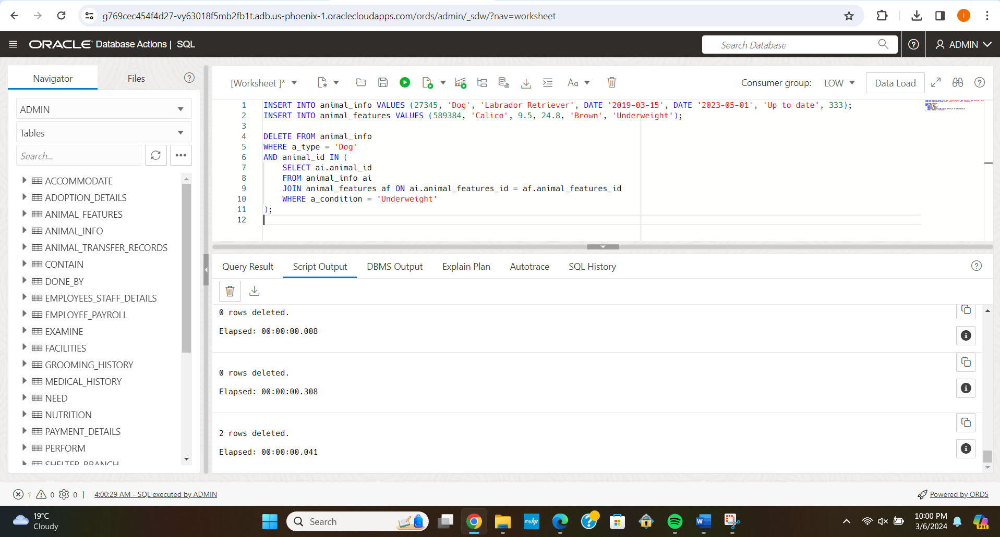 g769cec454f4d27-vy63018f5mb2fb1t.adb.us-phoenix-1.oraclecloudapps.com/ords/admin/_sdw/?nav=worksheet
I
ORACLE Database Actions | SQL
Search Database
ADMIN
Navigator
Files
ADMIN
Tables
Search...
ACCOMMODATE
ADOPTION_DETAILS
ANIMAL_FEATURES
ANIMAL_INFO
ANIMAL_TRANSFER_RECORDS
CONTAIN
DONE_BY
EMPLOYEES_STAFF_DETAILS
EMPLOYEE_PAYROLL
EXAMINE
FACILITIES
GROOMING_HISTORY
MEDICAL_HISTORY
NEED
NUTRITION
PAYMENT_DETAILS
PERFORM
SHELTER_BRANCH
[Worksheet ]*
Aa
Consumer group: LOW
Data Load
1 INSERT INTO animal_info VALUES (27345, 'Dog', 'Labrador Retriever', DATE '2019-03-15', DATE '2023-05-01', 'Up to date', 333);
2 INSERT INTO animal_features VALUES (589384, 'Calico', 9.5, 24.8, 'Brown', 'Underweight');
3
4 DELETE FROM animal_info
5 WHERE a_type = 'Dog'
6 AND animal_id IN (
7 SELECT ai.animal_id
8 FROM animal_info ai
9 JOIN animal_features af ON ai.animal_features_id = af.animal_features_id
10 WHERE a_condition = 'Underweight'
11 );
12
Query Result
Script Output
DBMS Output
Explain Plan
Autotrace
SQL History
0 rows deleted.
Elapsed: 00:00:00.008
0 rows deleted.
Elapsed: 00:00:00.308
2 rows deleted.
Elapsed: 00:00:00.041
1 0 0 | 4:00:29 AM - SQL executed by ADMIN
Powered by ORDS
19°C
Cloudy
Search
myhp
W
10:00 PM
3/6/2024
PRE